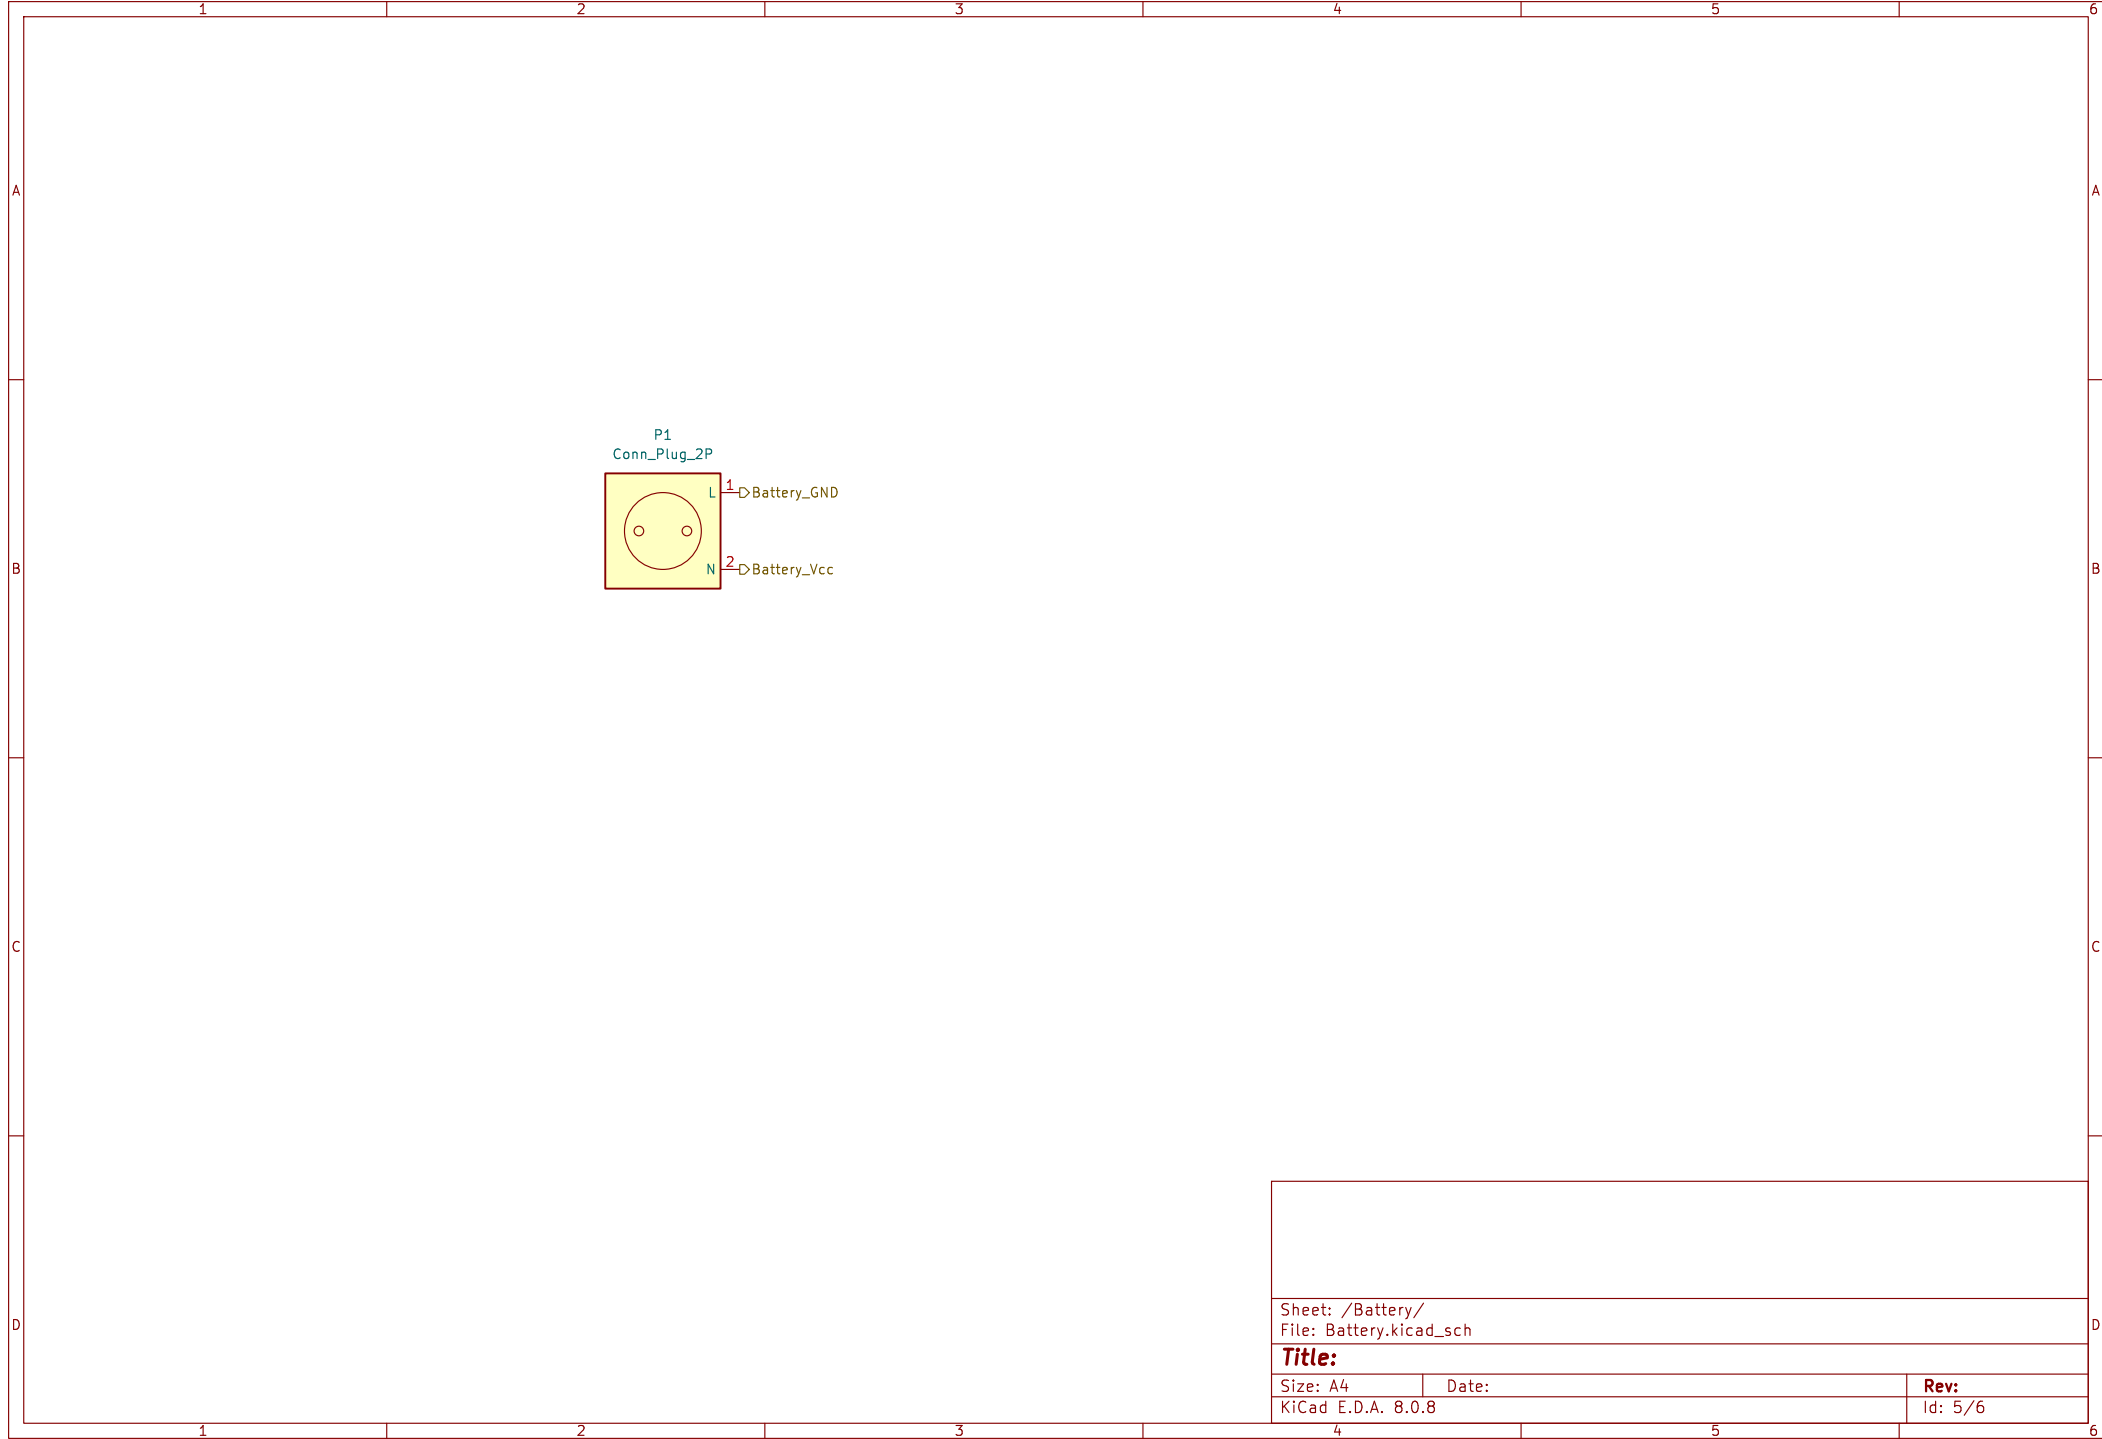 1 2 3 4 5 6
A A
P1
Conn_Plug_2P
L 1 Battery_GND
B B
N 2 Battery_Vcc
C C
Sheet: /Battery/
File: Battery.kicad_sch
D D
Title:
Size: A4 Date: Rev:
KiCad E.D.A. 8.0.8 Id: 5/6
1 2 3 4 5 6